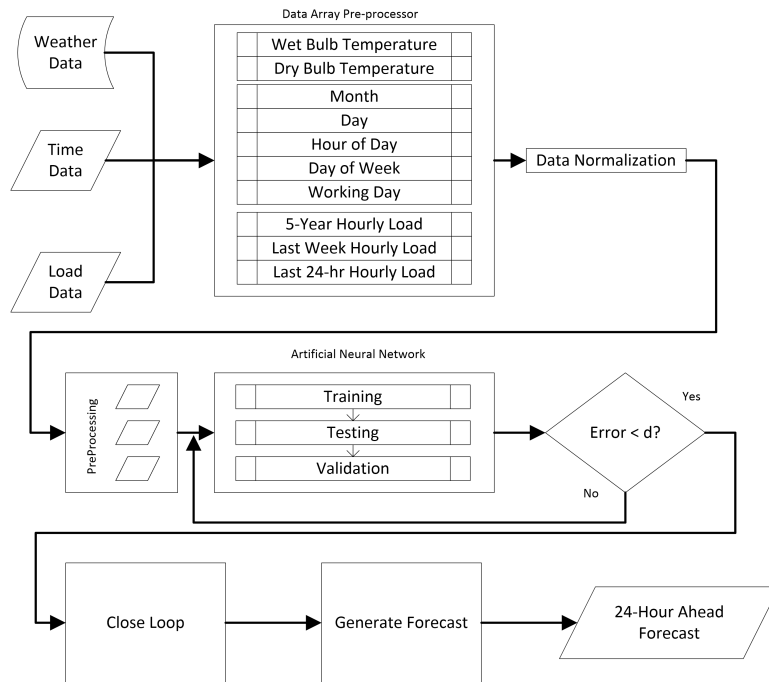 Data Array Pre-processor
Weather
Data
Time
Data
Load
Data
Wet Bulb Temperature
Dry Bulb Temperature
Month
Day
Hour of Day
Day of Week
Working Day
5-Year Hourly Load
Last Week Hourly Load
Last 24-hr Hourly Load
Data Normalization
PreProcessing
Artificial Neural Network
Training
Testing
Validation
Error < d?
Yes
No
Close Loop
Generate Forecast
24-Hour Ahead
Forecast